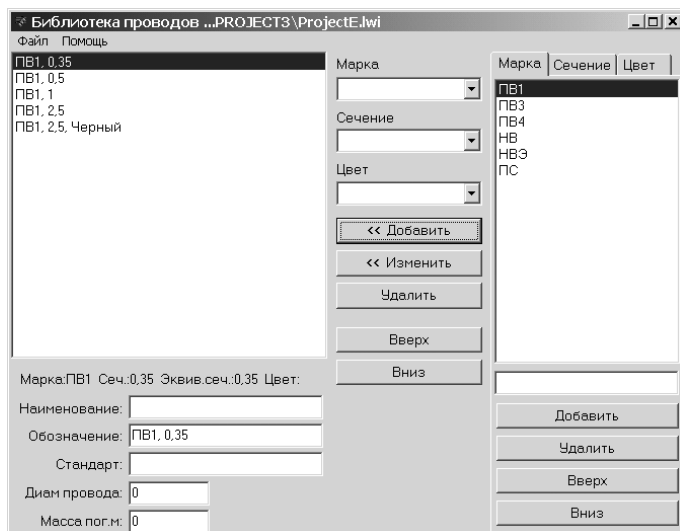 Библиотека проводов ...PROJECT3\ProjectE.lwi
Файл Помощь
ПВ1, 0,35
ПВ1, 0,5
ПВ1, 1
ПВ1, 2,5
ПВ1, 2,5, Черный
Марка
Сечение
Цвет
<< Добавить
<< Изменить
Удалить
Вверх
Вниз
Марка Сечение Цвет
ПВ1
ПВ3
ПВ4
НВ
НВЭ
ПС
Добавить
Удалить
Вверх
Вниз
Марка:ПВ1 Сеч.:0,35 Эквив.сеч.:0,35 Цвет:
Наименование:
Обозначение: ПВ1, 0,35
Стандарт:
Диам провода: 0
Масса пог.м: 0